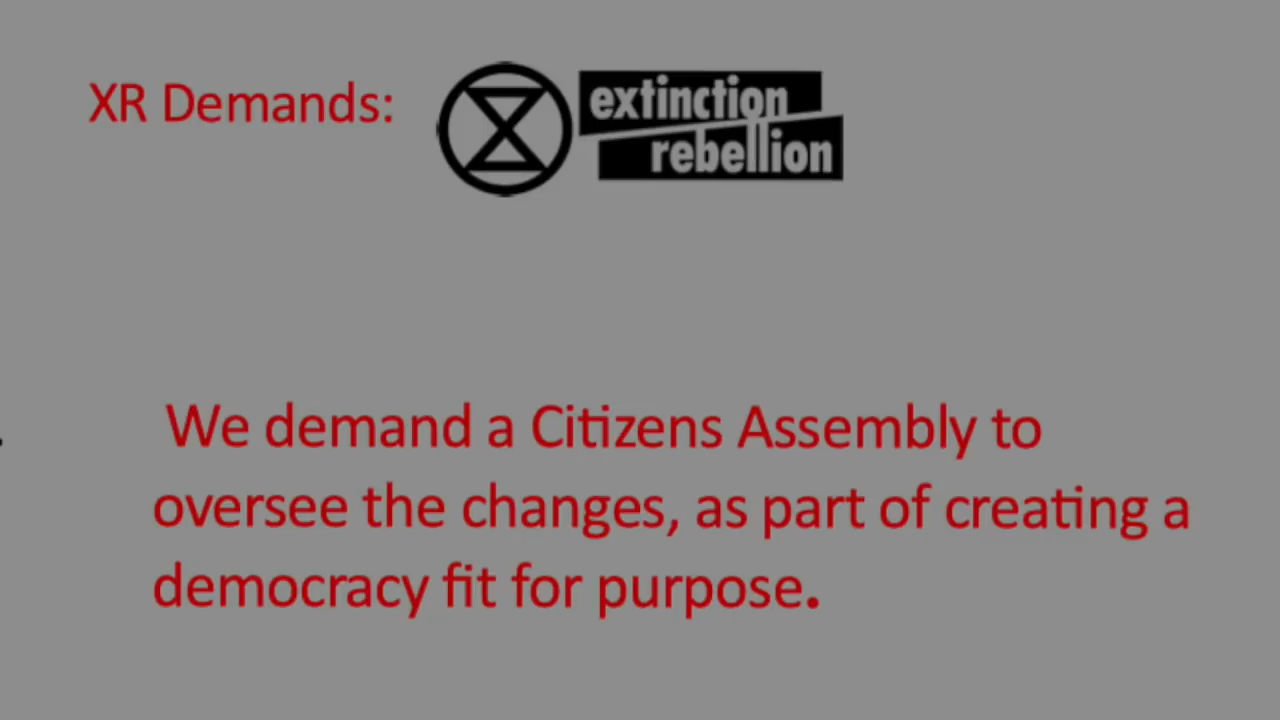 XR Demands:
extinction
rebellion
We demand a Citizens Assembly to
oversee the changes, as part of creating a
democracy fit for purpose.